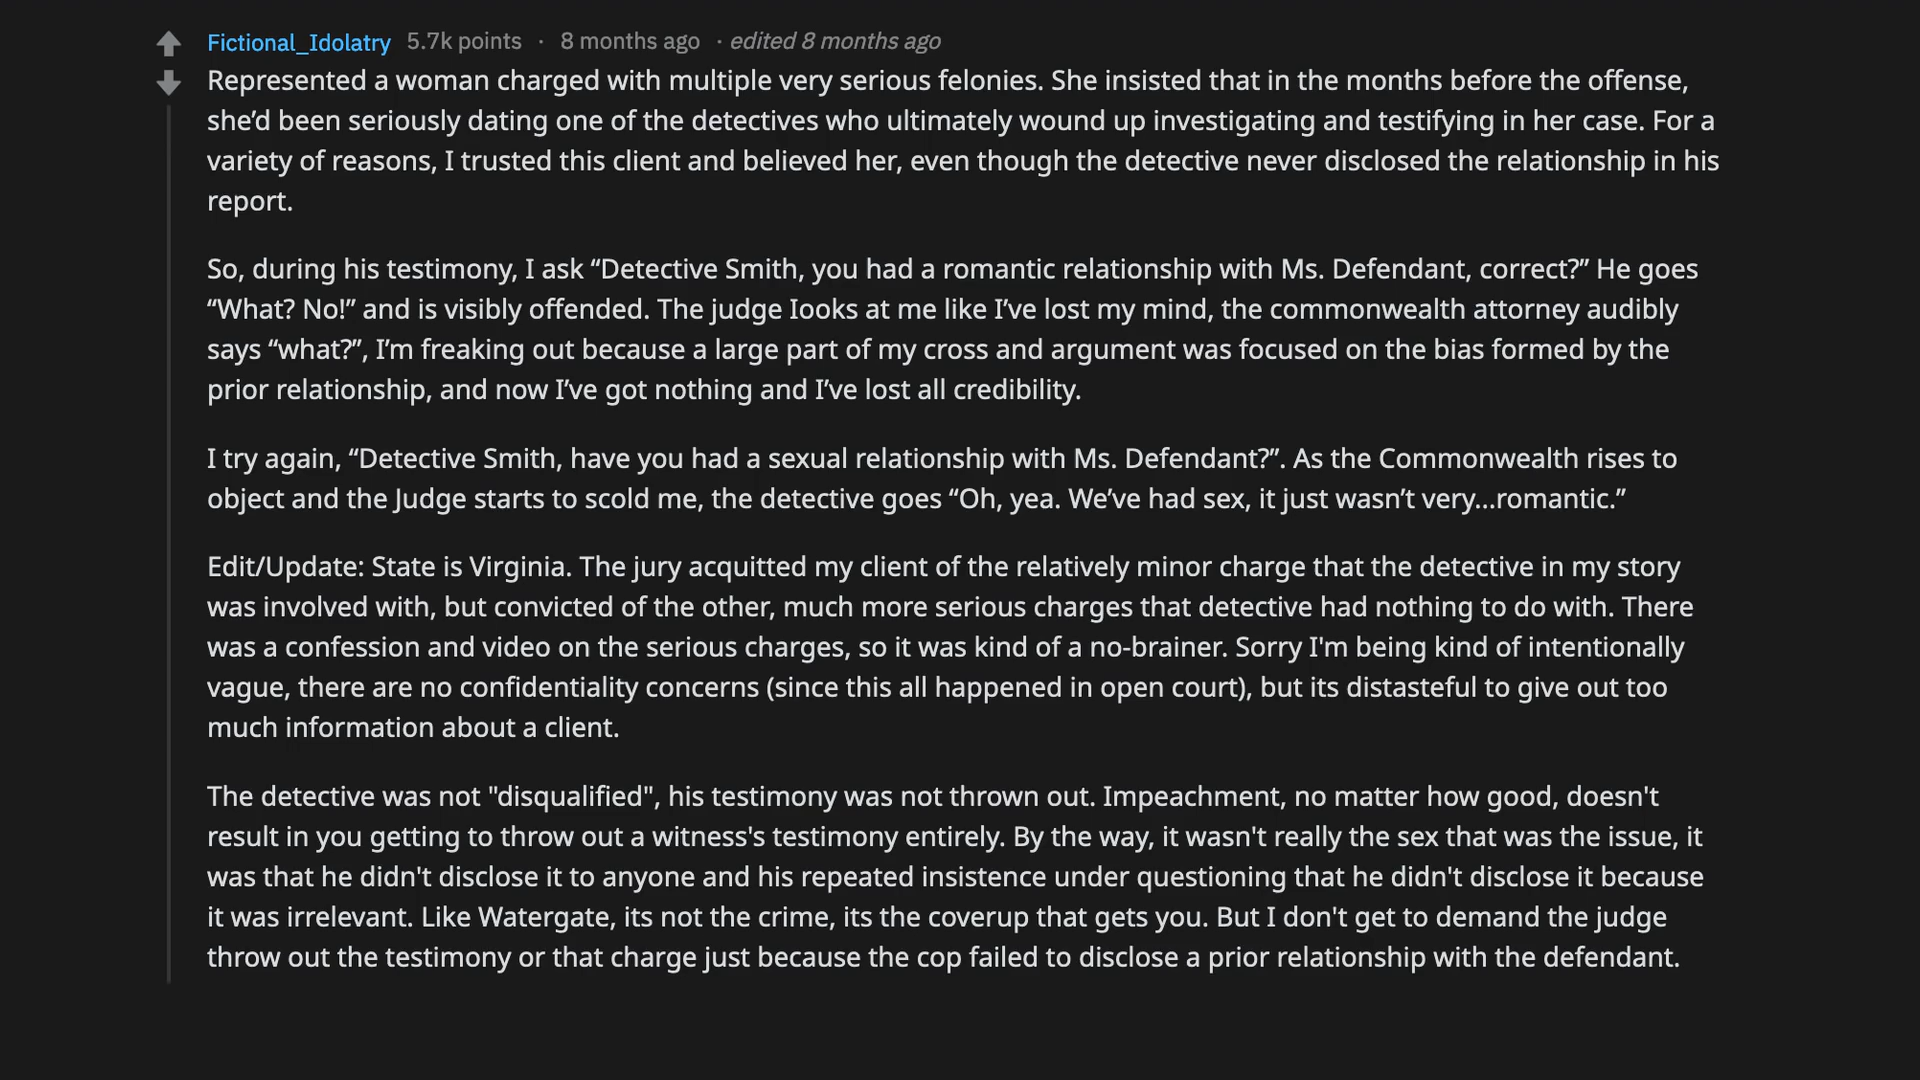 Fictional_Idolatry 5.7k points · 8 months ago · edited 8 months ago
Represented a woman charged with multiple very serious felonies. She insisted that in the months before the offense,
she’d been seriously dating one of the detectives who ultimately wound up investigating and testifying in her case. For a
variety of reasons, I trusted this client and believed her, even though the detective never disclosed the relationship in his
report.
So, during his testimony, I ask “Detective Smith, you had a romantic relationship with Ms. Defendant, correct?” He goes
“What? No!” and is visibly offended. The judge Iooks at me like I’ve lost my mind, the commonwealth attorney audibly
says “what?”, I’m freaking out because a large part of my cross and argument was focused on the bias formed by the
prior relationship, and now I’ve got nothing and I’ve lost all credibility.
I try again, “Detective Smith, have you had a sexual relationship with Ms. Defendant?”. As the Commonwealth rises to
object and the Judge starts to scold me, the detective goes “Oh, yea. We’ve had sex, it just wasn’t very...romantic.”
Edit/Update: State is Virginia. The jury acquitted my client of the relatively minor charge that the detective in my story
was involved with, but convicted of the other, much more serious charges that detective had nothing to do with. There
was a confession and video on the serious charges, so it was kind of a no-brainer. Sorry I'm being kind of intentionally
vague, there are no confidentiality concerns (since this all happened in open court), but its distasteful to give out too
much information about a client.
The detective was not "disqualified", his testimony was not thrown out. Impeachment, no matter how good, doesn't
result in you getting to throw out a witness's testimony entirely. By the way, it wasn't really the sex that was the issue, it
was that he didn't disclose it to anyone and his repeated insistence under questioning that he didn't disclose it because
it was irrelevant. Like Watergate, its not the crime, its the coverup that gets you. But I don't get to demand the judge
throw out the testimony or that charge just because the cop failed to disclose a prior relationship with the defendant.